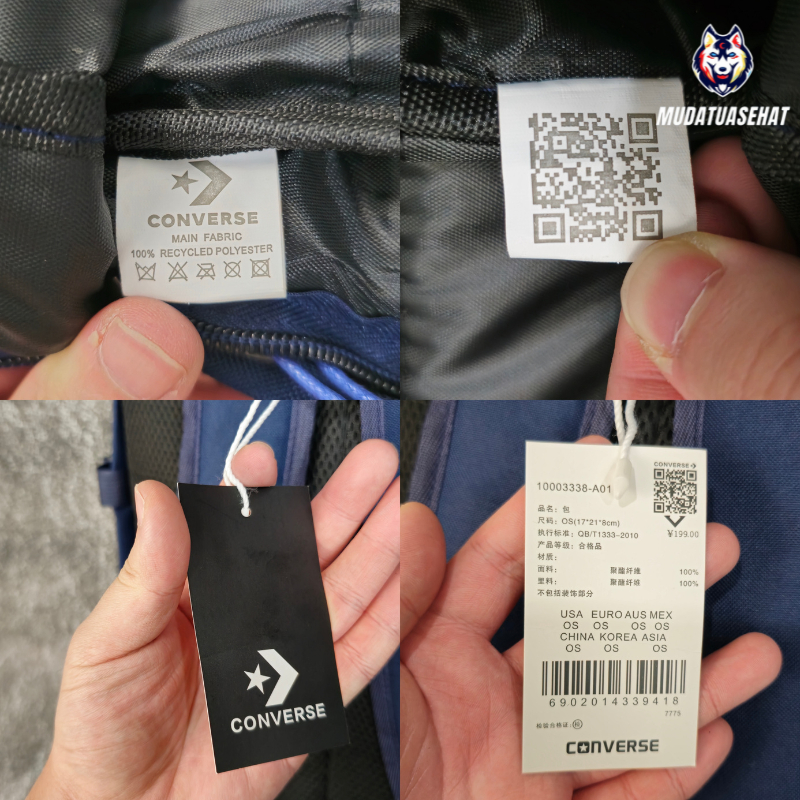 CONVERSE
MAIN FABRIC
100% RECYCLED POLYESTER
MUDATUASEHAT
CONVERSE
CONVERSE
10003338-A01
品名: 包
尺码: OS(17*21*8cm)
执行标准: QB/T1333-2010
产品等级: 合格品
材质:
面料: 聚酯纤维 100%
里料: 聚酯纤维 100%
不包括装饰部分
¥199.00
USA EURO AUS MEX
OS OS OS OS
CHINA KOREA ASIA
OS OS OS
6902014339418
7775
检验合格证:
CONVERSE